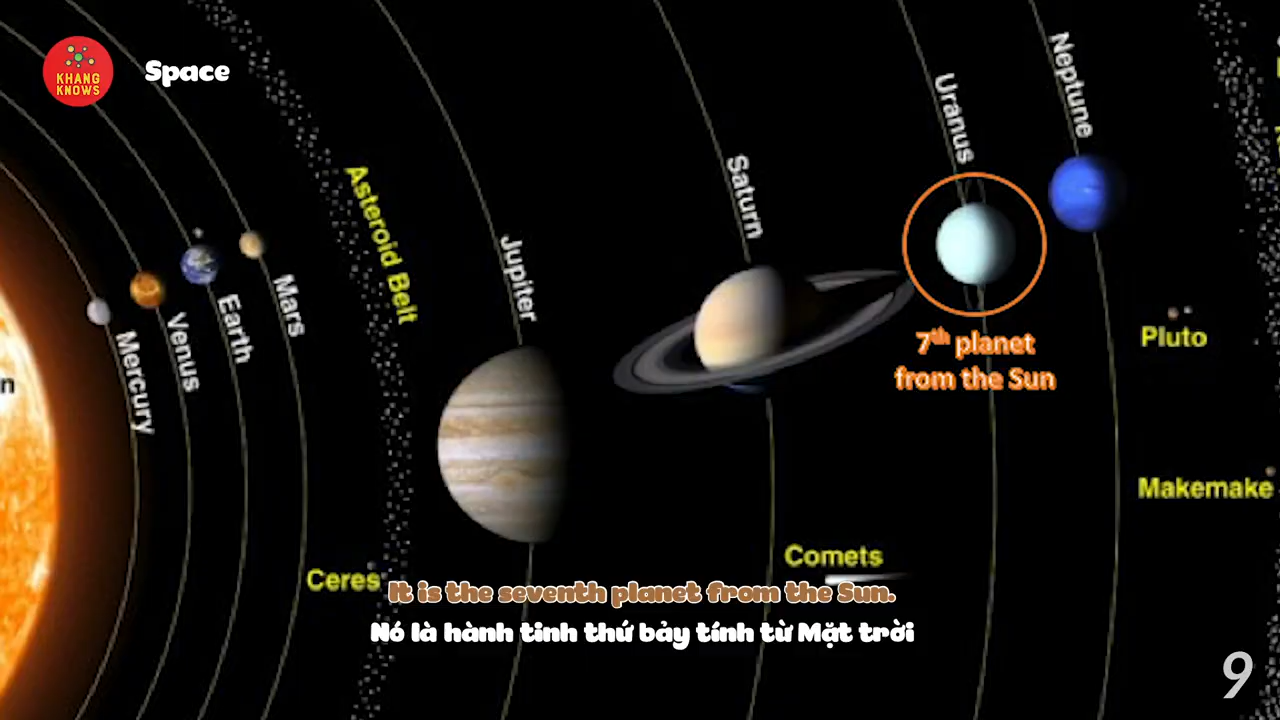 KHANG
KNOWS
Space
Mercury
Venus
Earth
Mars
Asteroid Belt
Jupiter
Saturn
Uranus
Neptune
7th planet
from the Sun
Pluto
Makemake
Comets
Ceres
It is the seventh planet from the Sun.
Nó là hành tinh thứ bảy tính từ Mặt trời
9